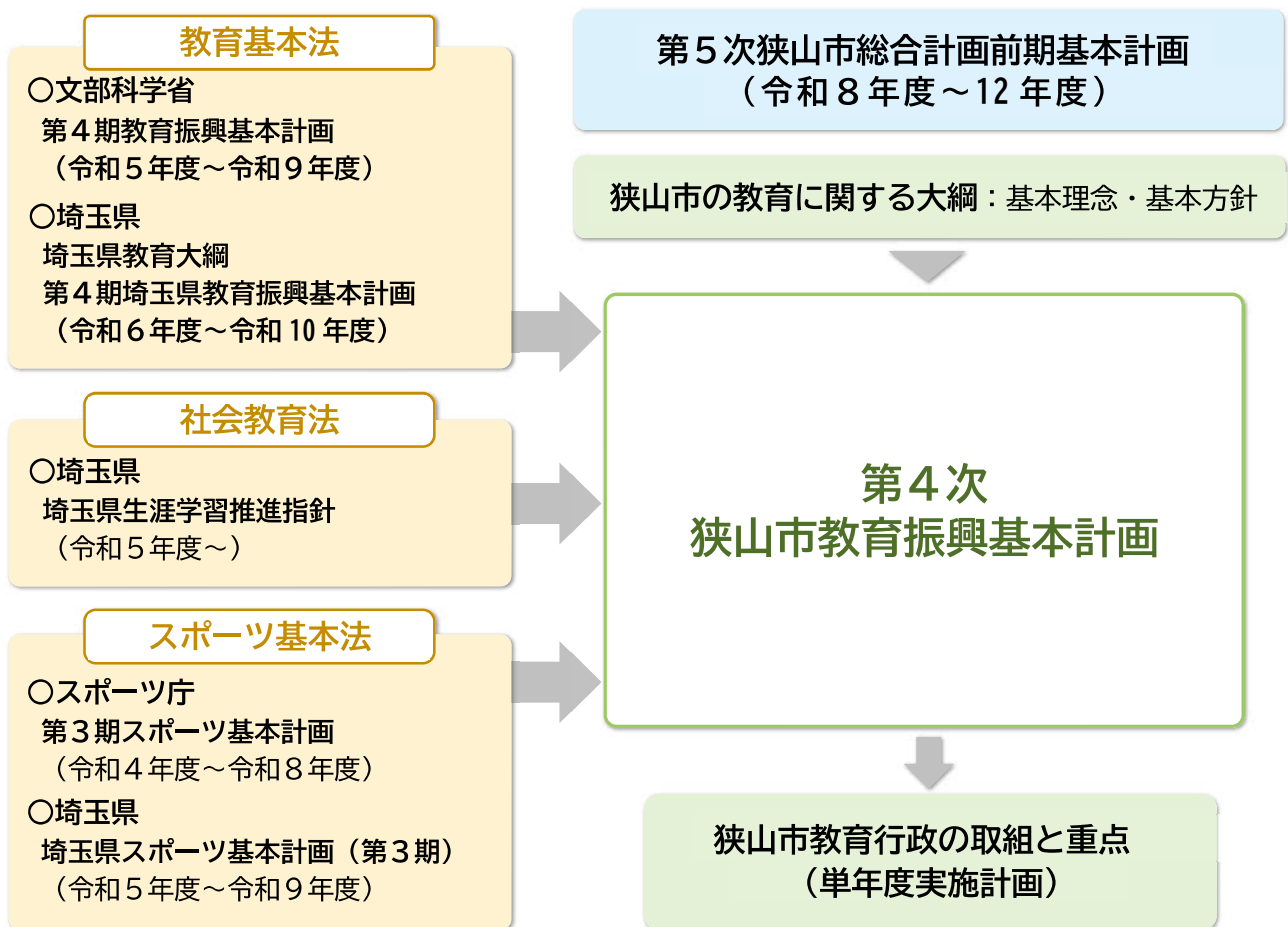 教育基本法
〇文部科学省
第4期教育振興基本計画
(令和5年度~令和9年度)
〇埼玉県
埼玉県教育大綱
第4期埼玉県教育振興基本計画
(令和6年度~令和10年度)
社会教育法
〇埼玉県
埼玉県生涯学習推進指針
(令和5年度~)
スポーツ基本法
〇スポーツ庁
第3期スポーツ基本計画
(令和4年度~令和8年度)
〇埼玉県
埼玉県スポーツ基本計画(第3期)
(令和5年度~令和9年度)
第5次狭山市総合計画前期基本計画
(令和8年度~12年度)
狭山市の教育に関する大綱:基本理念・基本方針
第4次
狭山市教育振興基本計画
狭山市教育行政の取組と重点
(単年度実施計画)